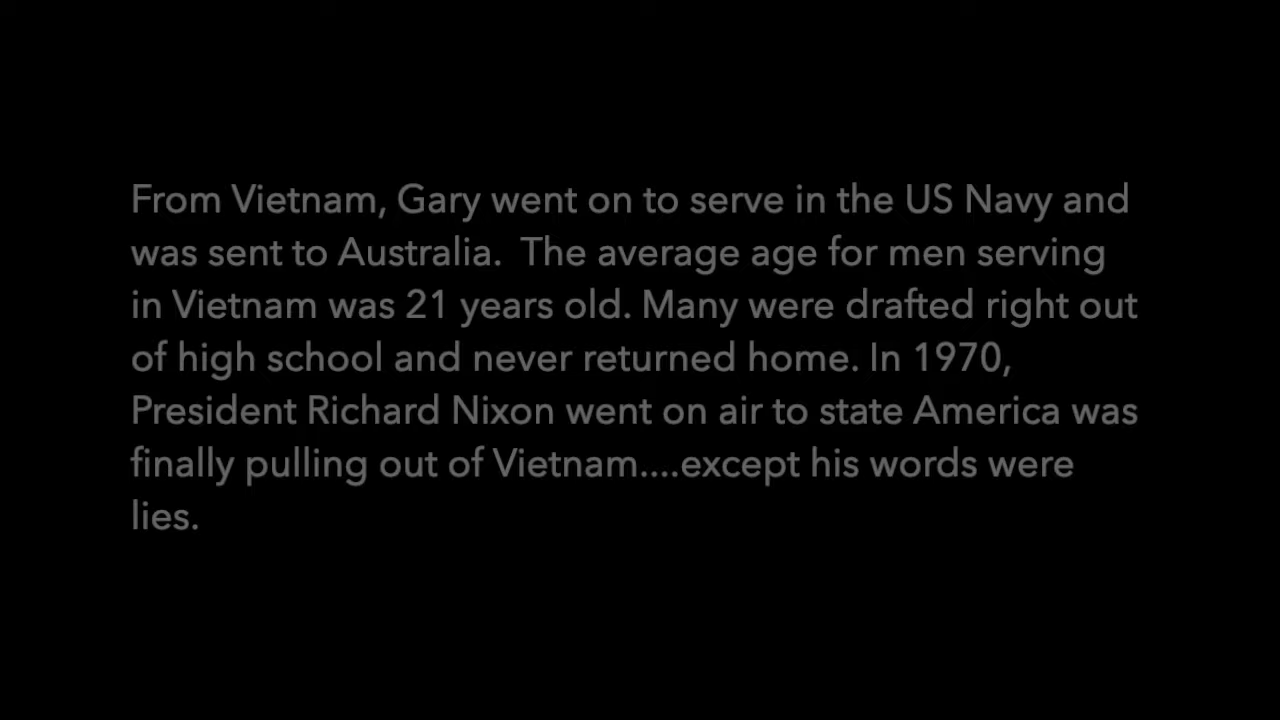 From Vietnam, Gary went on to serve in the US Navy and
was sent to Australia.  The average age for men serving
in Vietnam was 21 years old. Many were drafted right out
of high school and never returned home. In 1970,
President Richard Nixon went on air to state America was
finally pulling out of Vietnam....except his words were
lies.